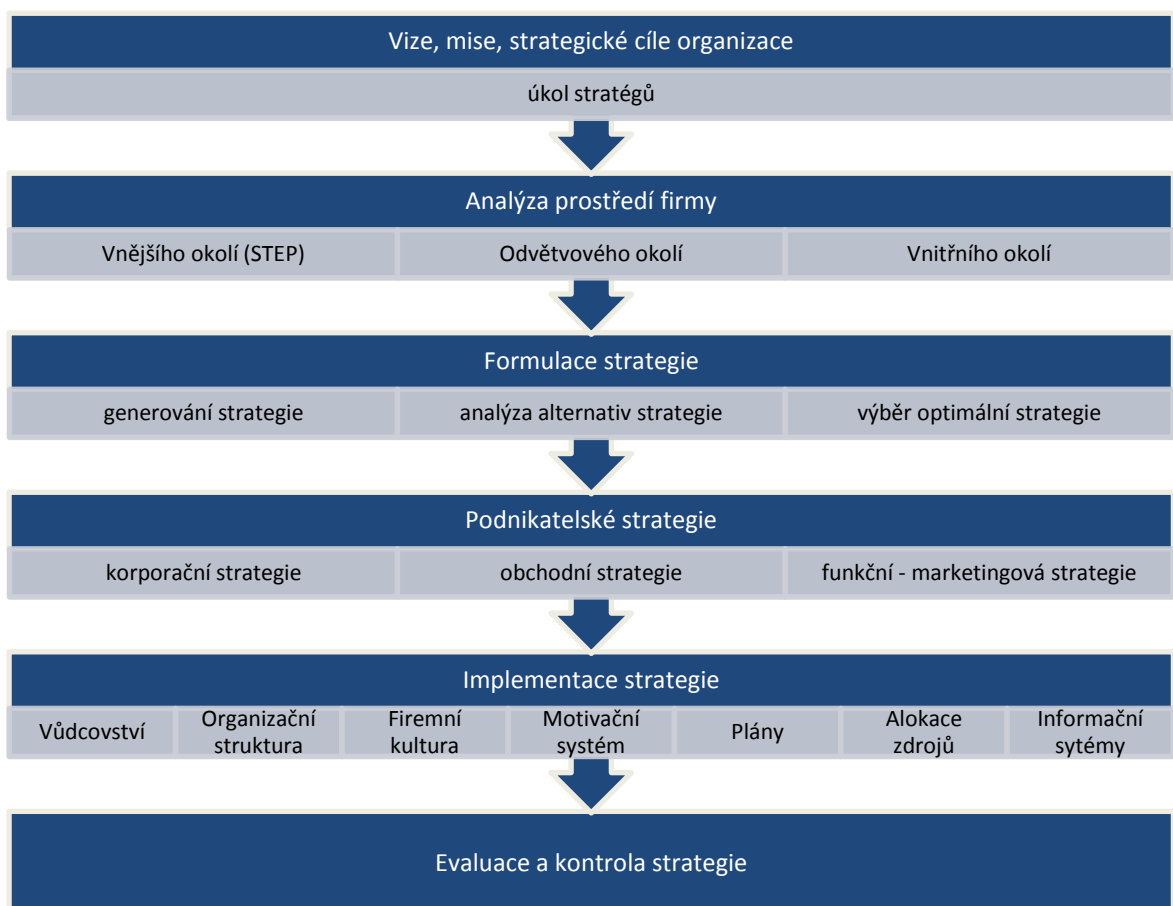 Vize, mise, strategické cíle organizace
úkol stratégů
Analýza prostředí firmy
Vnějšího okolí (STEP)
Odvětvového okolí
Vnitřního okolí
Formulace strategie
generování strategie
analýza alternativ strategie
výběr optimální strategie
Podnikatelské strategie
korporační strategie
obchodní strategie
funkční - marketingová strategie
Implementace strategie
Vůdcovství
Organizační
struktura
Firemní
kultura
Motivační
systém
Plány
Alokace
zdrojů
Informační
sytémy
Evaluace a kontrola strategie